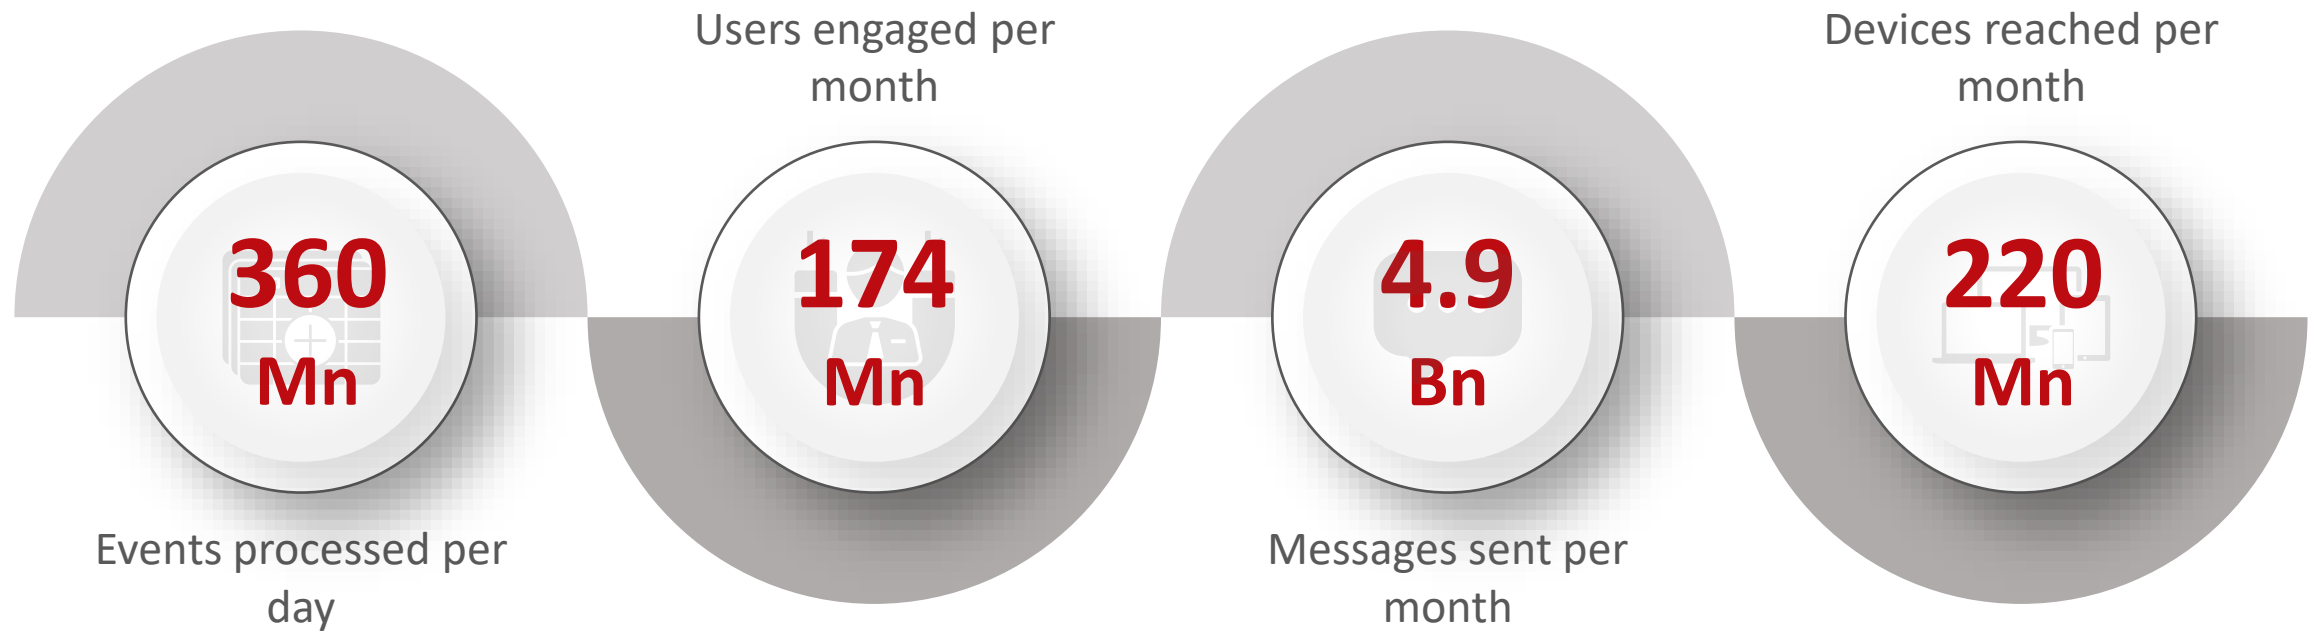 360
Mn
Events processed per
day
Users engaged per
month
174
Mn
4.9
Bn
Messages sent per
month
Devices reached per
month
220
Mn